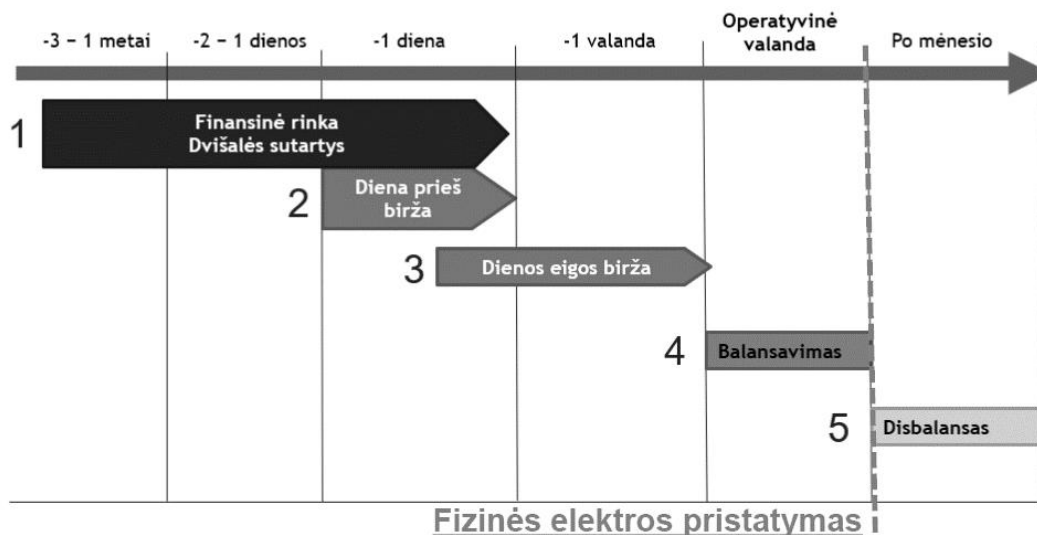 -3 – 1 metai
-2 – 1 dienos
-1 diena
-1 valanda
Operatyvinė
valanda
Po mėnesio
1
Finansinė rinka
Dvišalės sutartys
2
Diena prieš
birža
3
Dienos eigos birža
4
Balansavimas
5
Disbalansas
Fizinės elektros pristatymas